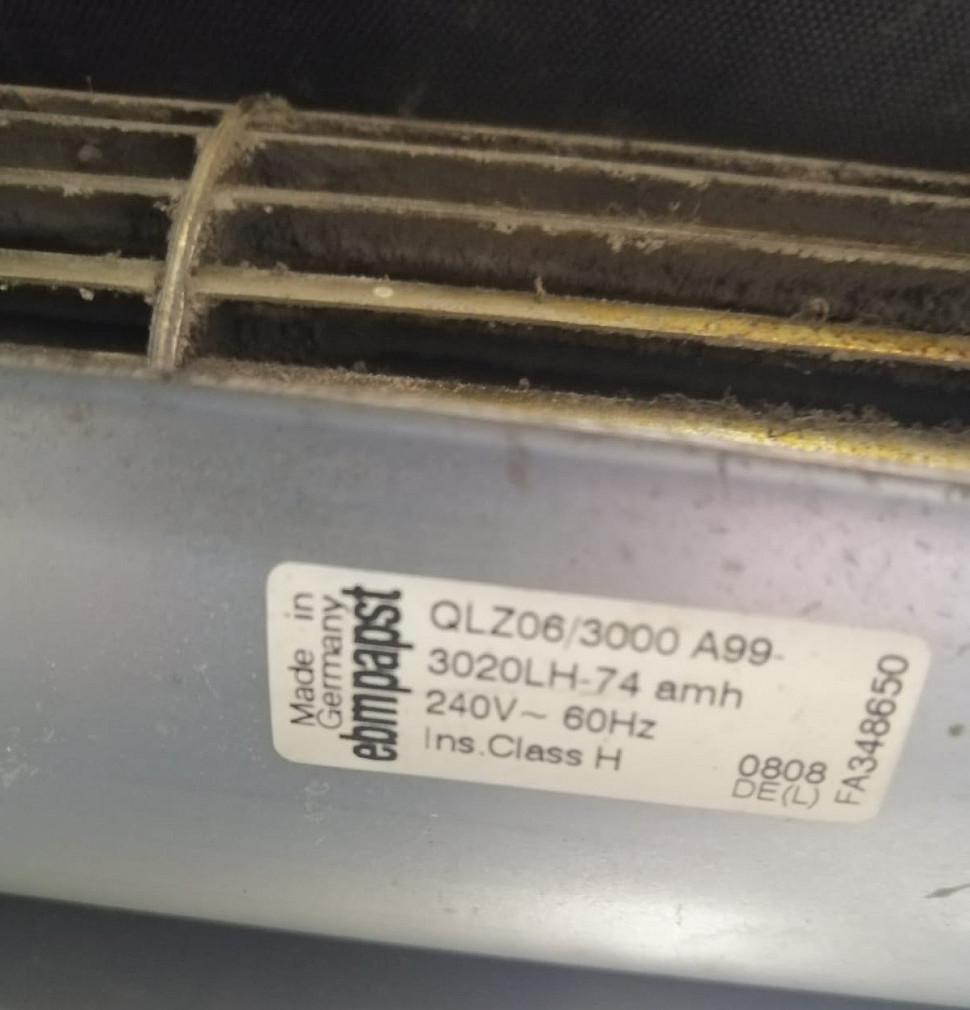 Made in
Germany
ebmpapst
QLZ06/3000 A99-
3020LH-74 amh
240V~ 60Hz
Ins.Class H
0808
DE(L)
FA348650